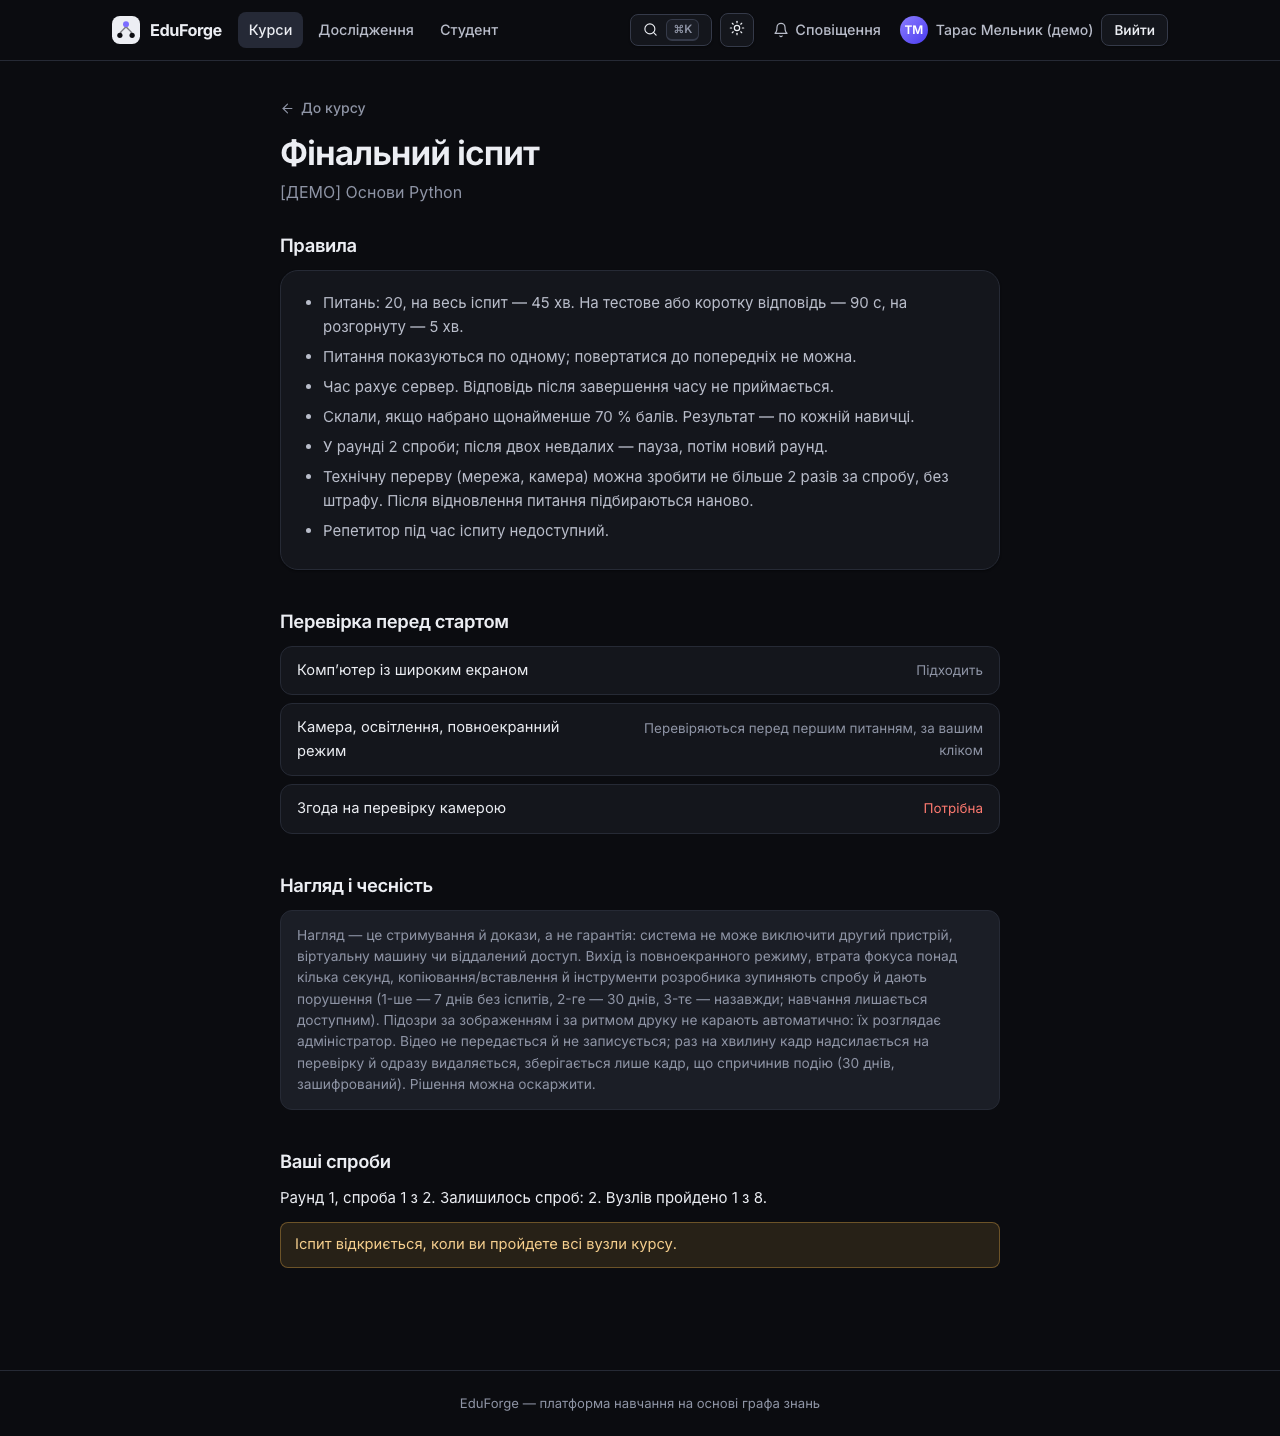 EduForge
Курси
Дослідження
Студент
⌘K
Сповіщення
ТМ
Тарас Мельник (демо)
Вийти
← До курсу
Фінальний іспит
[ДЕМО] Основи Python
Правила
• Питань: 20, на весь іспит — 45 хв. На тестове або коротку відповідь — 90 с, на
розгорнуту — 5 хв.
• Питання показуються по одному; повертатися до попередніх не можна.
• Час рахує сервер. Відповідь після завершення часу не приймається.
• Склали, якщо набрано щонайменше 70 % балів. Результат — по кожній навичці.
• У раунді 2 спроби; після двох невдалих — пауза, потім новий раунд.
• Технічну перерву (мережа, камера) можна зробити не більше 2 разів за спробу, без
штрафу. Після відновлення питання підбираються наново.
• Репетитор під час іспиту недоступний.
Перевірка перед стартом
Комп’ютер із широким екраном
Підходить
Камера, освітлення, повноекранний
режим
Перевіряються перед першим питанням, за вашим
кліком
Згода на перевірку камерою
Потрібна
Нагляд і чесність
Нагляд — це стримування й докази, а не гарантія: система не може виключити другий пристрій,
віртуальну машину чи віддалений доступ. Вихід із повноекранного режиму, втрата фокуса понад
кілька секунд, копіювання/вставлення й інструменти розробника зупиняють спробу й дають
порушення (1-ше — 7 днів без іспитів, 2-ге — 30 днів, 3-тє — назавжди; навчання лишається
доступним). Підозри за зображенням і за ритмом друку не карають автоматично: їх розглядає
адміністратор. Відео не передається й не записується; раз на хвилину кадр надсилається на
перевірку й одразу видаляється, зберігається лише кадр, що спричинив подію (30 днів,
зашифрований). Рішення можна оскаржити.
Ваші спроби
Раунд 1, спроба 1 з 2. Залишилось спроб: 2. Вузлів пройдено 1 з 8.
Іспит відкриється, коли ви пройдете всі вузли курсу.
EduForge — платформа навчання на основі графа знань